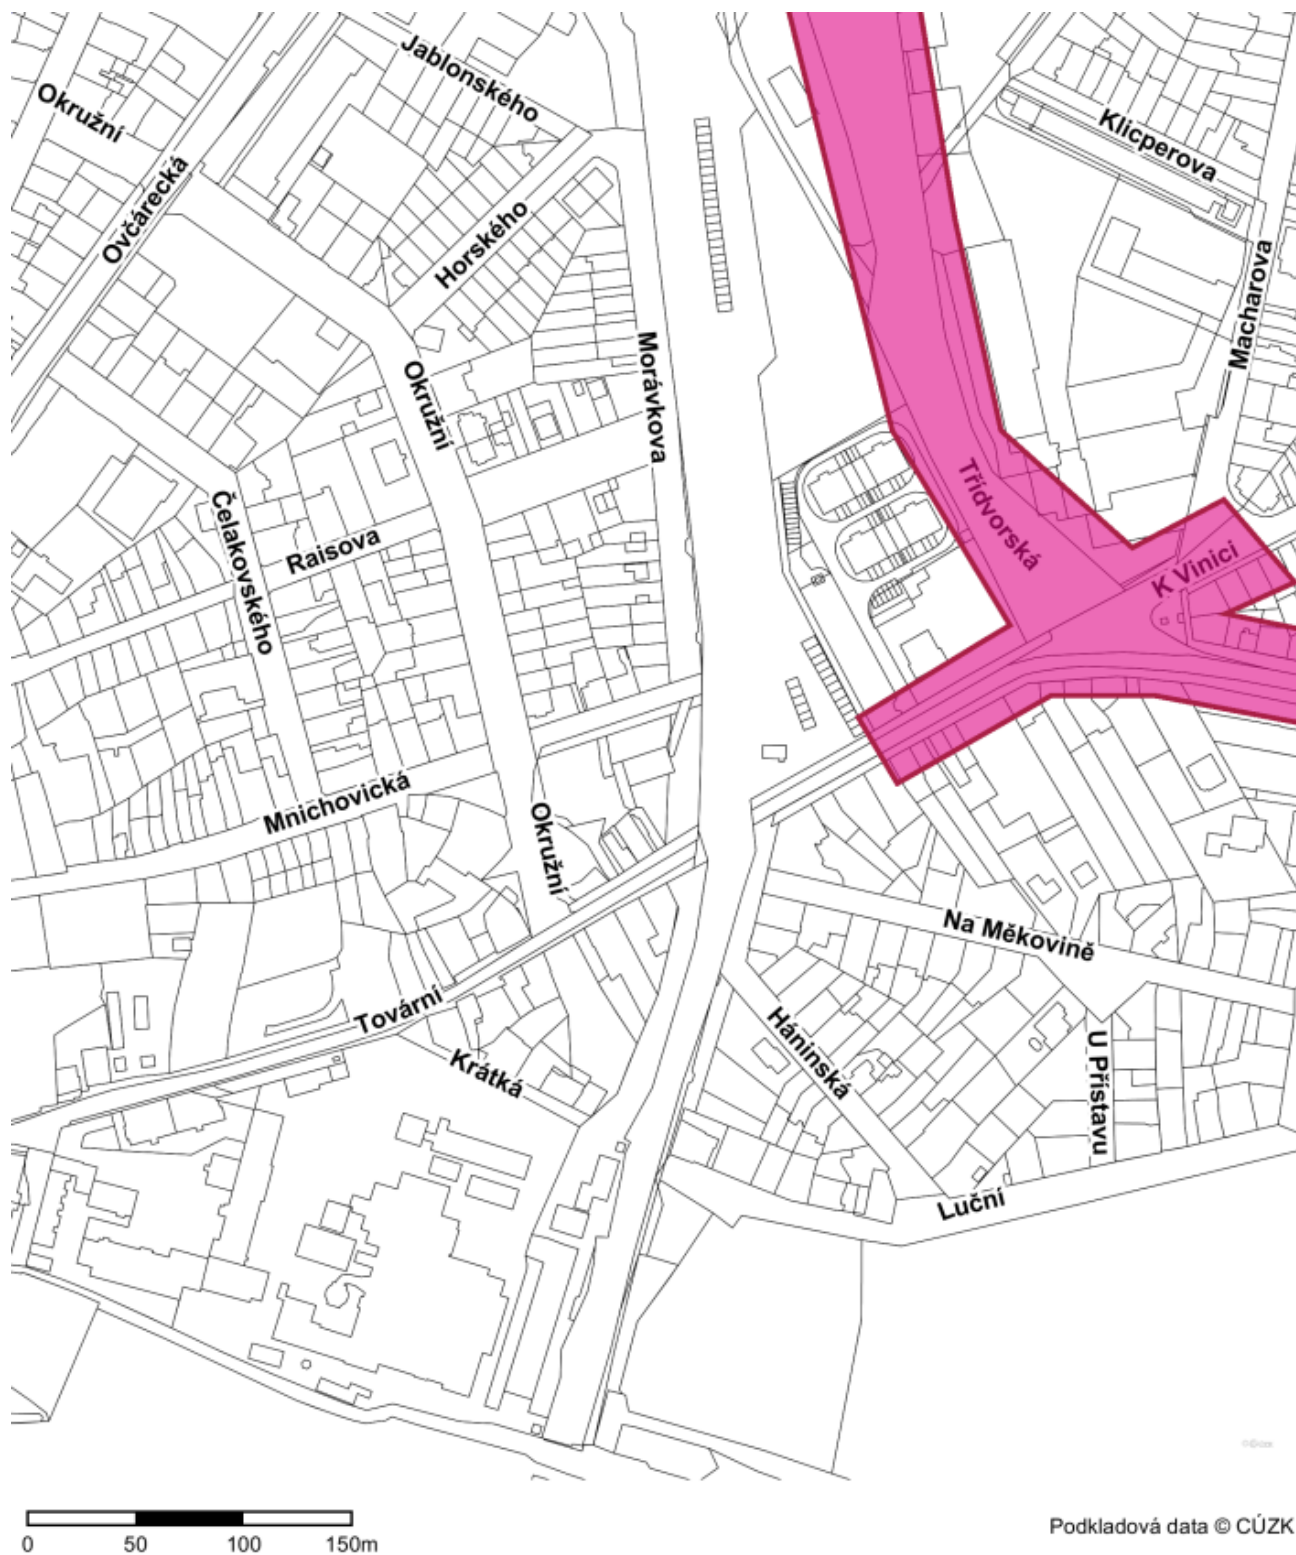 Jablonského
Okružní
Klicperova
Ovčárecká
Horského
Macharova
Morávkova
Okružní
Třídvorská
Čelakovského
Raisova
K Vinici
Mnichovická
Okružní
Na Měkovině
Tovární
Háninská
Krátká
U Přístavu
Luční
0 50 100 150m
Podkladová data © CÚZK